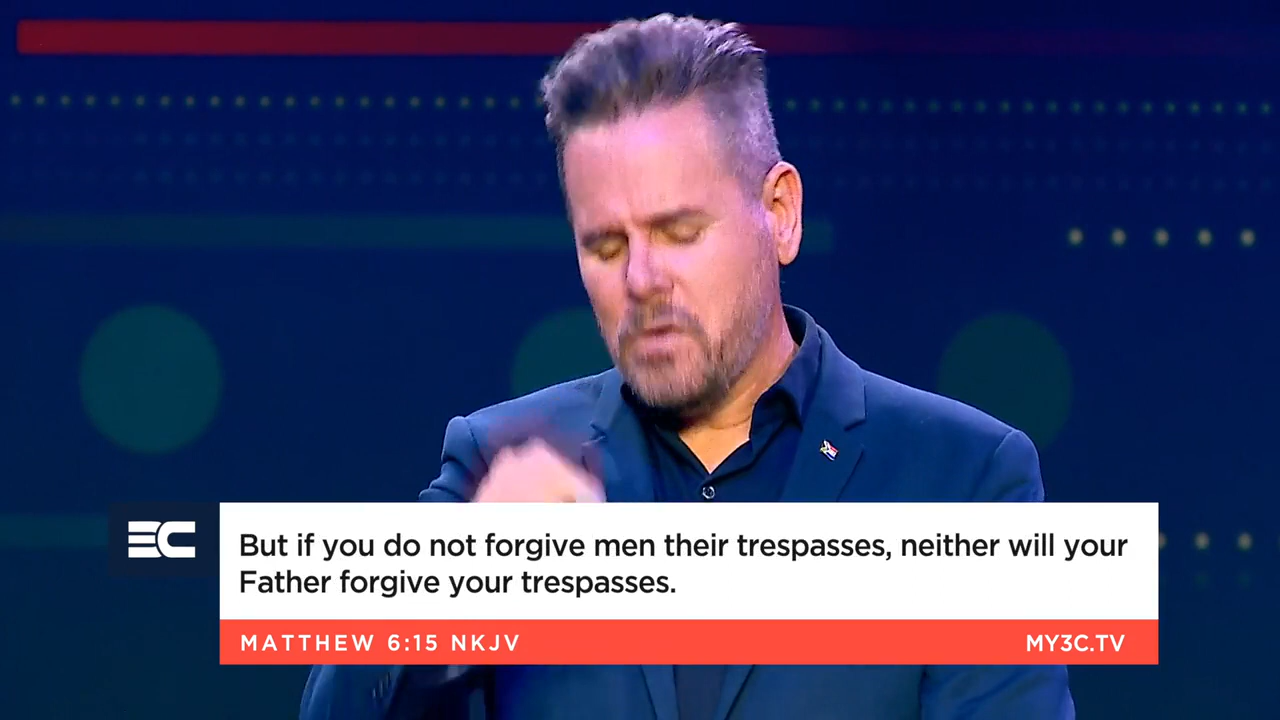 3C
But if you do not forgive men their trespasses, neither will your
Father forgive your trespasses.
MATTHEW 6:15 NKJV
MY3C.TV